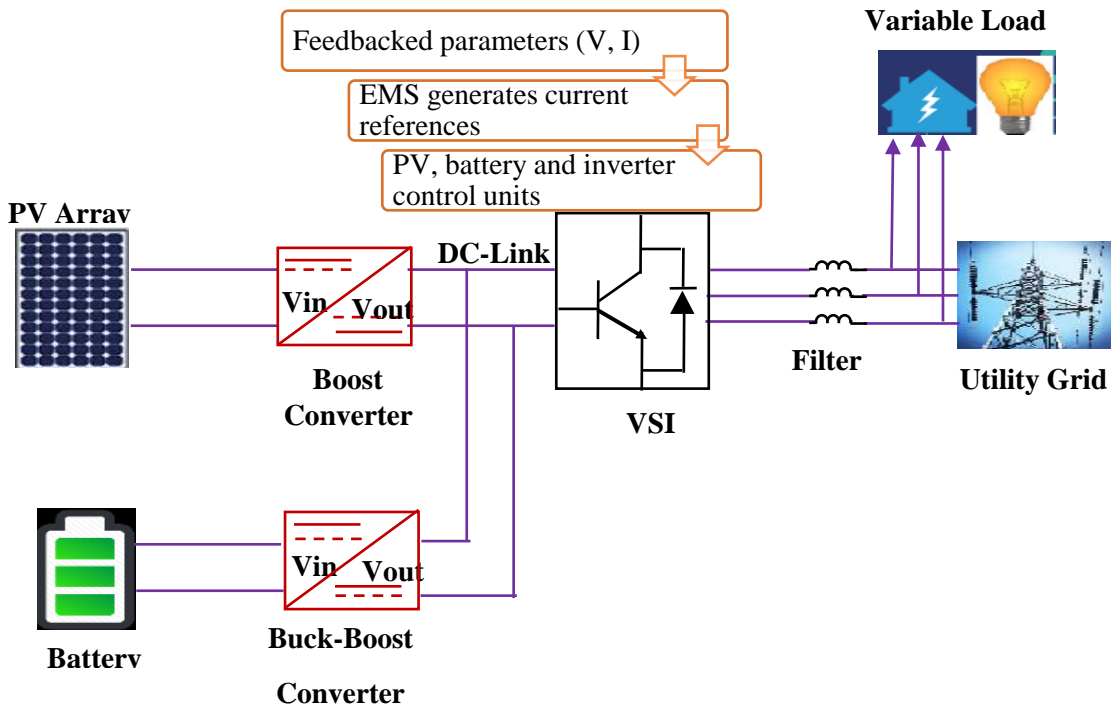 Variable Load
Feedbacked parameters (V, I)
EMS generates current
references
PV, battery and inverter
control units
PV Array
DC-Link
Vin
Vout
Boost
Converter
VSI
Filter
Utility Grid
Vin
Vout
Battery
Buck-Boost
Converter